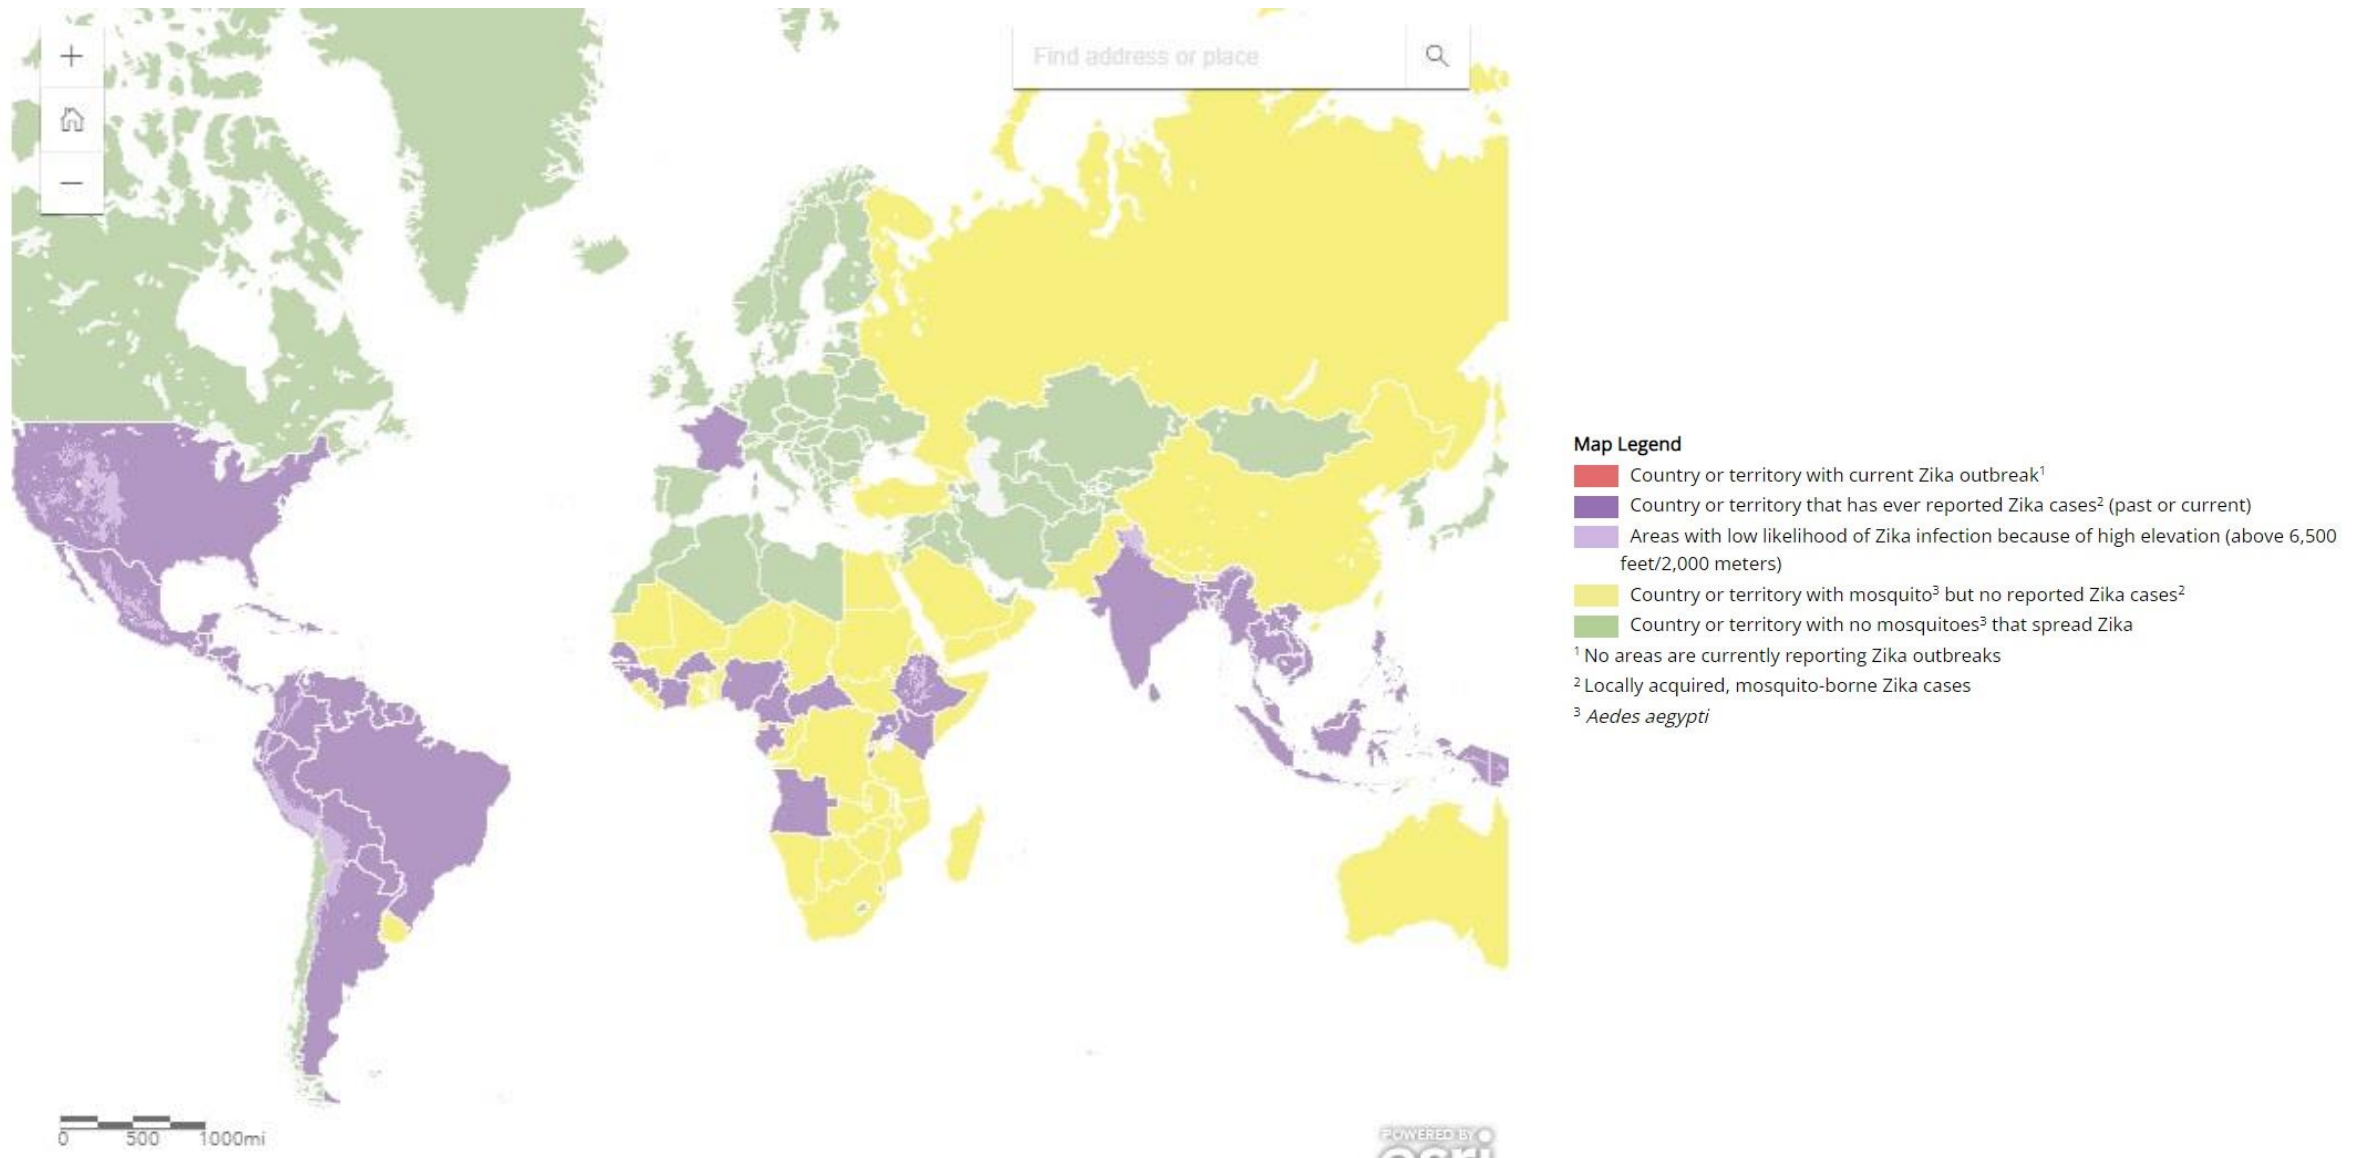 +
Find address or place
−
Map Legend
Country or territory with current Zika outbreak¹
Country or territory that has ever reported Zika cases² (past or current)
Areas with low likelihood of Zika infection because of high elevation (above 6,500
feet/2,000 meters)
Country or territory with mosquito³ but no reported Zika cases²
Country or territory with no mosquitoes³ that spread Zika
¹ No areas are currently reporting Zika outbreaks
² Locally acquired, mosquito-borne Zika cases
³ Aedes aegypti
0 500 1000mi
POWERED BY
esri